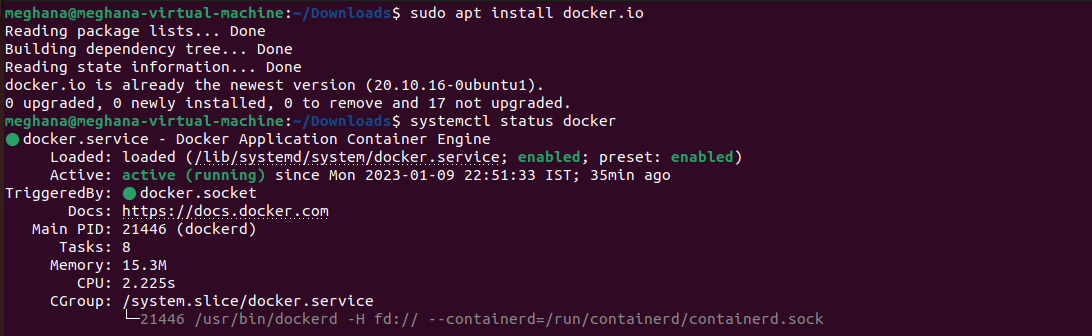 meghana@meghana-virtual-machine:~/Downloads$ sudo apt install docker.io
Reading package lists... Done
Building dependency tree... Done
Reading state information... Done
docker.io is already the newest version (20.10.16-0ubuntu1).
0 upgraded, 0 newly installed, 0 to remove and 17 not upgraded.
meghana@meghana-virtual-machine:~/Downloads$ systemctl status docker
● docker.service - Docker Application Container Engine
     Loaded: loaded (/lib/systemd/system/docker.service; enabled; preset: enabled)
     Active: active (running) since Mon 2023-01-09 22:51:33 IST; 35min ago
TriggeredBy: ● docker.socket
       Docs: https://docs.docker.com
   Main PID: 21446 (dockerd)
      Tasks: 8
     Memory: 15.3M
        CPU: 2.225s
     CGroup: /system.slice/docker.service
             └─21446 /usr/bin/dockerd -H fd:// --containerd=/run/containerd/containerd.sock